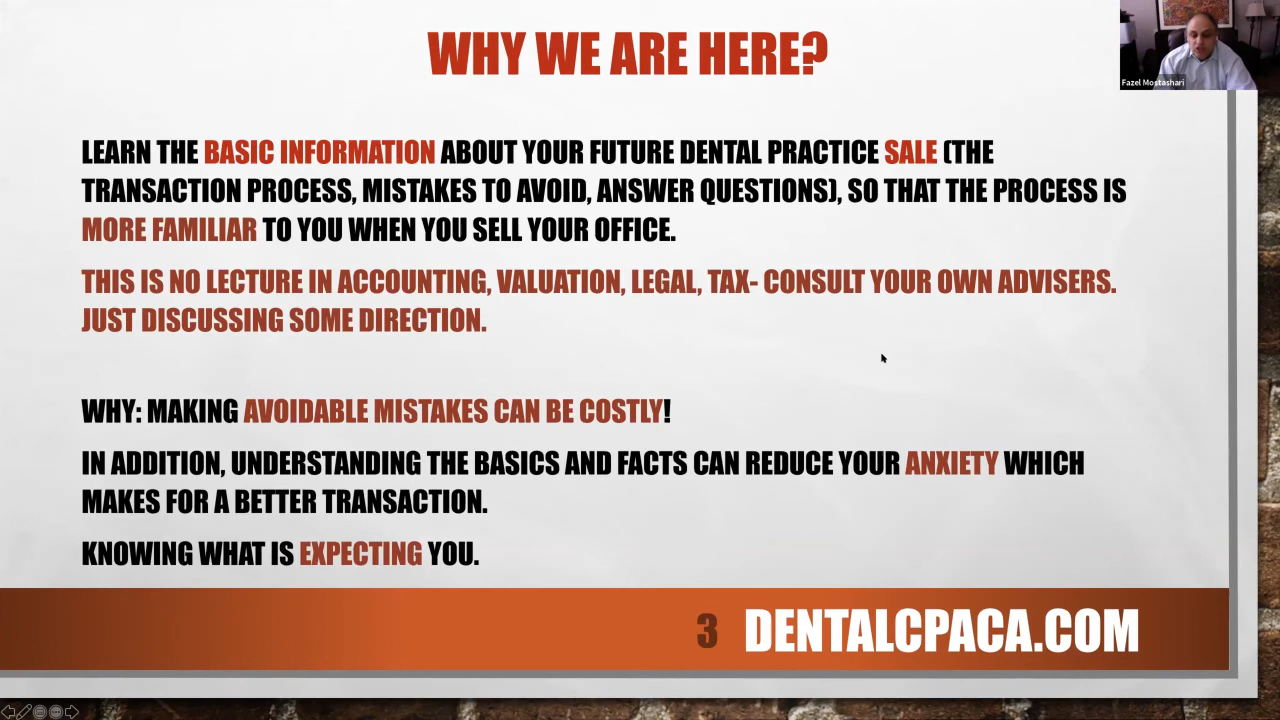 WHY WE ARE HERE?
Fazel Mostashari
LEARN THE BASIC INFORMATION ABOUT YOUR FUTURE DENTAL PRACTICE SALE (THE
TRANSACTION PROCESS, MISTAKES TO AVOID, ANSWER QUESTIONS), SO THAT THE PROCESS IS
MORE FAMILIAR TO YOU WHEN YOU SELL YOUR OFFICE.
THIS IS NO LECTURE IN ACCOUNTING, VALUATION, LEGAL, TAX- CONSULT YOUR OWN ADVISERS.
JUST DISCUSSING SOME DIRECTION.
WHY: MAKING AVOIDABLE MISTAKES CAN BE COSTLY!
IN ADDITION, UNDERSTANDING THE BASICS AND FACTS CAN REDUCE YOUR ANXIETY WHICH
MAKES FOR A BETTER TRANSACTION.
KNOWING WHAT IS EXPECTING YOU.
3 DENTALCPACA.COM